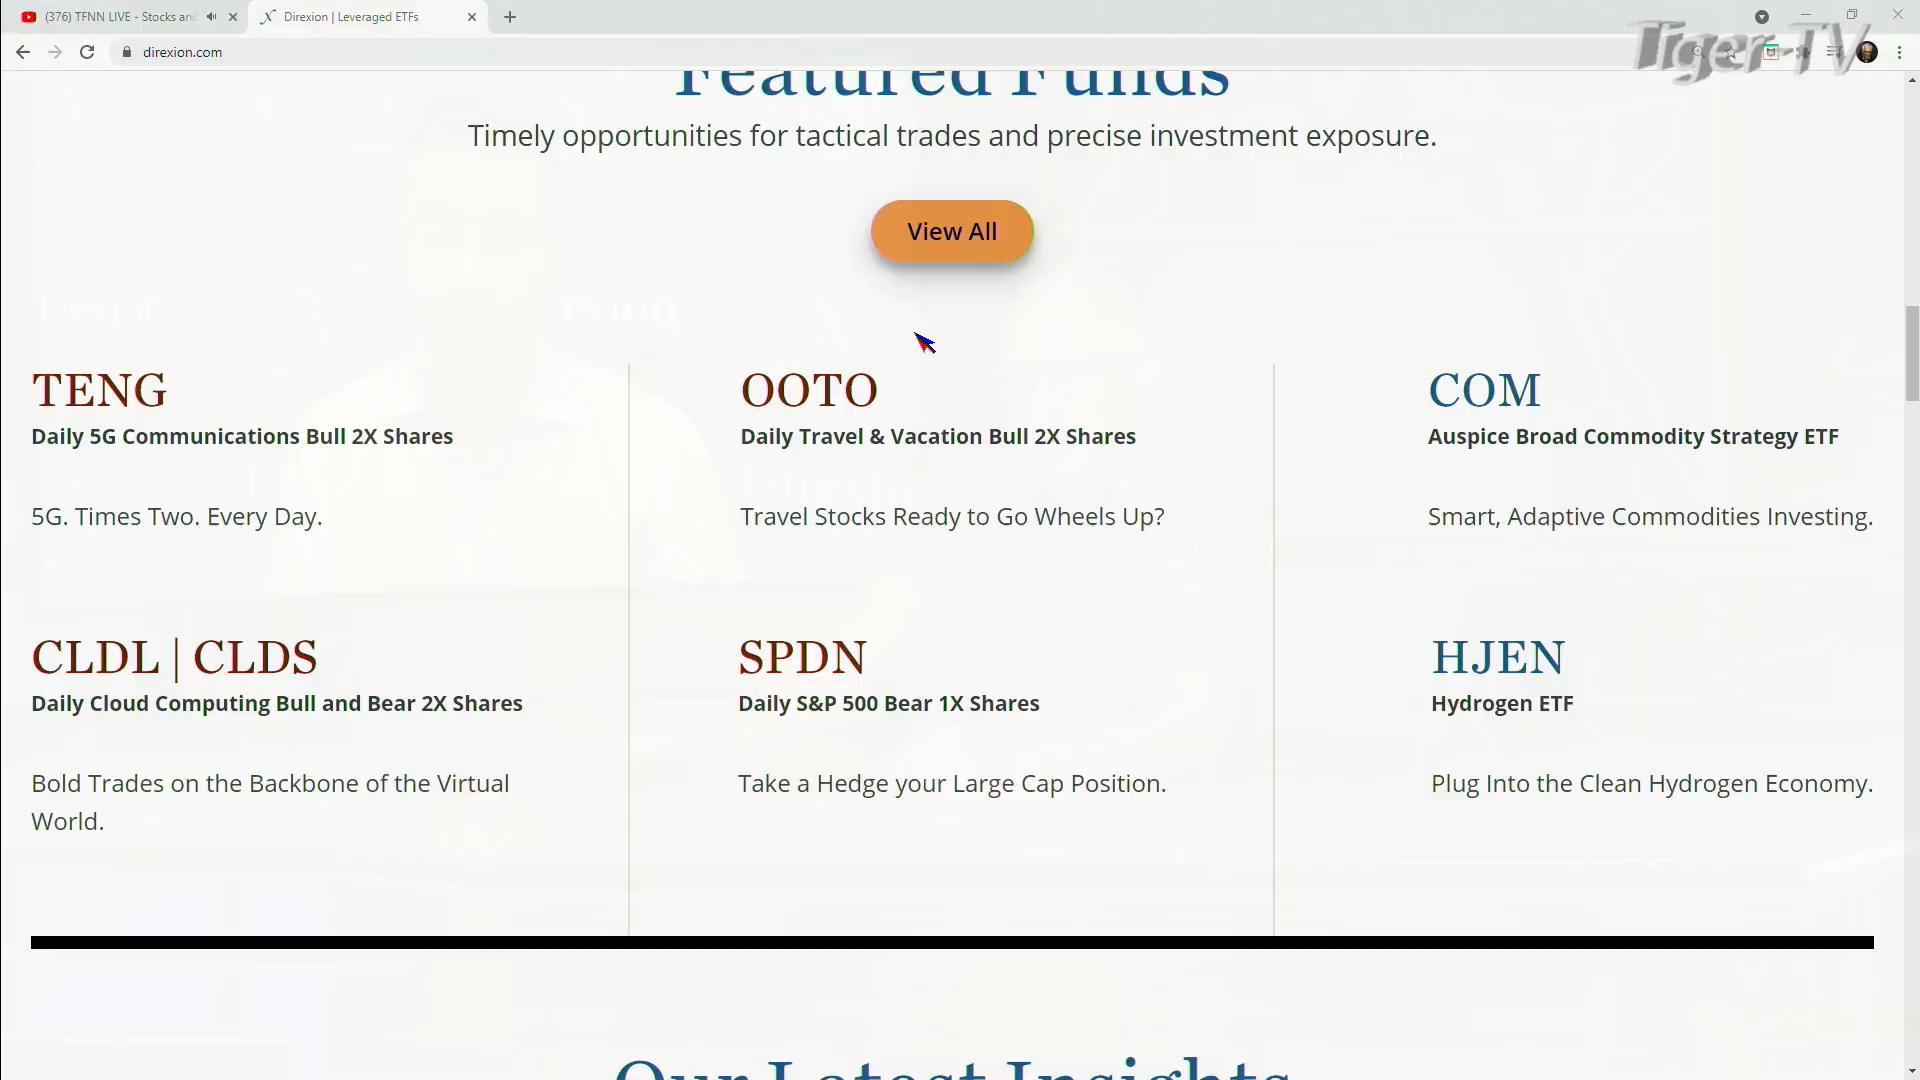 (376) TFNN LIVE - Stocks and
Direxion | Leveraged ETFs
direxion.com
Tiger-TV
Featured Funds
Timely opportunities for tactical trades and precise investment exposure.
View All
TENG
Daily 5G Communications Bull 2X Shares
5G. Times Two. Every Day.
OOTO
Daily Travel & Vacation Bull 2X Shares
Travel Stocks Ready to Go Wheels Up?
COM
Auspice Broad Commodity Strategy ETF
Smart, Adaptive Commodities Investing.
CLDL | CLDS
Daily Cloud Computing Bull and Bear 2X Shares
Bold Trades on the Backbone of the Virtual
World.
SPDN
Daily S&P 500 Bear 1X Shares
Take a Hedge your Large Cap Position.
HJEN
Hydrogen ETF
Plug Into the Clean Hydrogen Economy.
Our Latest Insights